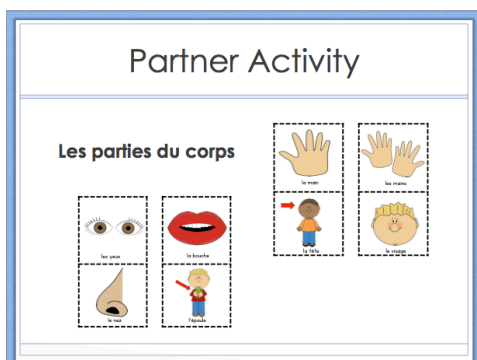 Partner Activity
Les parties du corps
la main
les mains
la tête
le visage
les yeux
la bouche
le nez
l'épaule